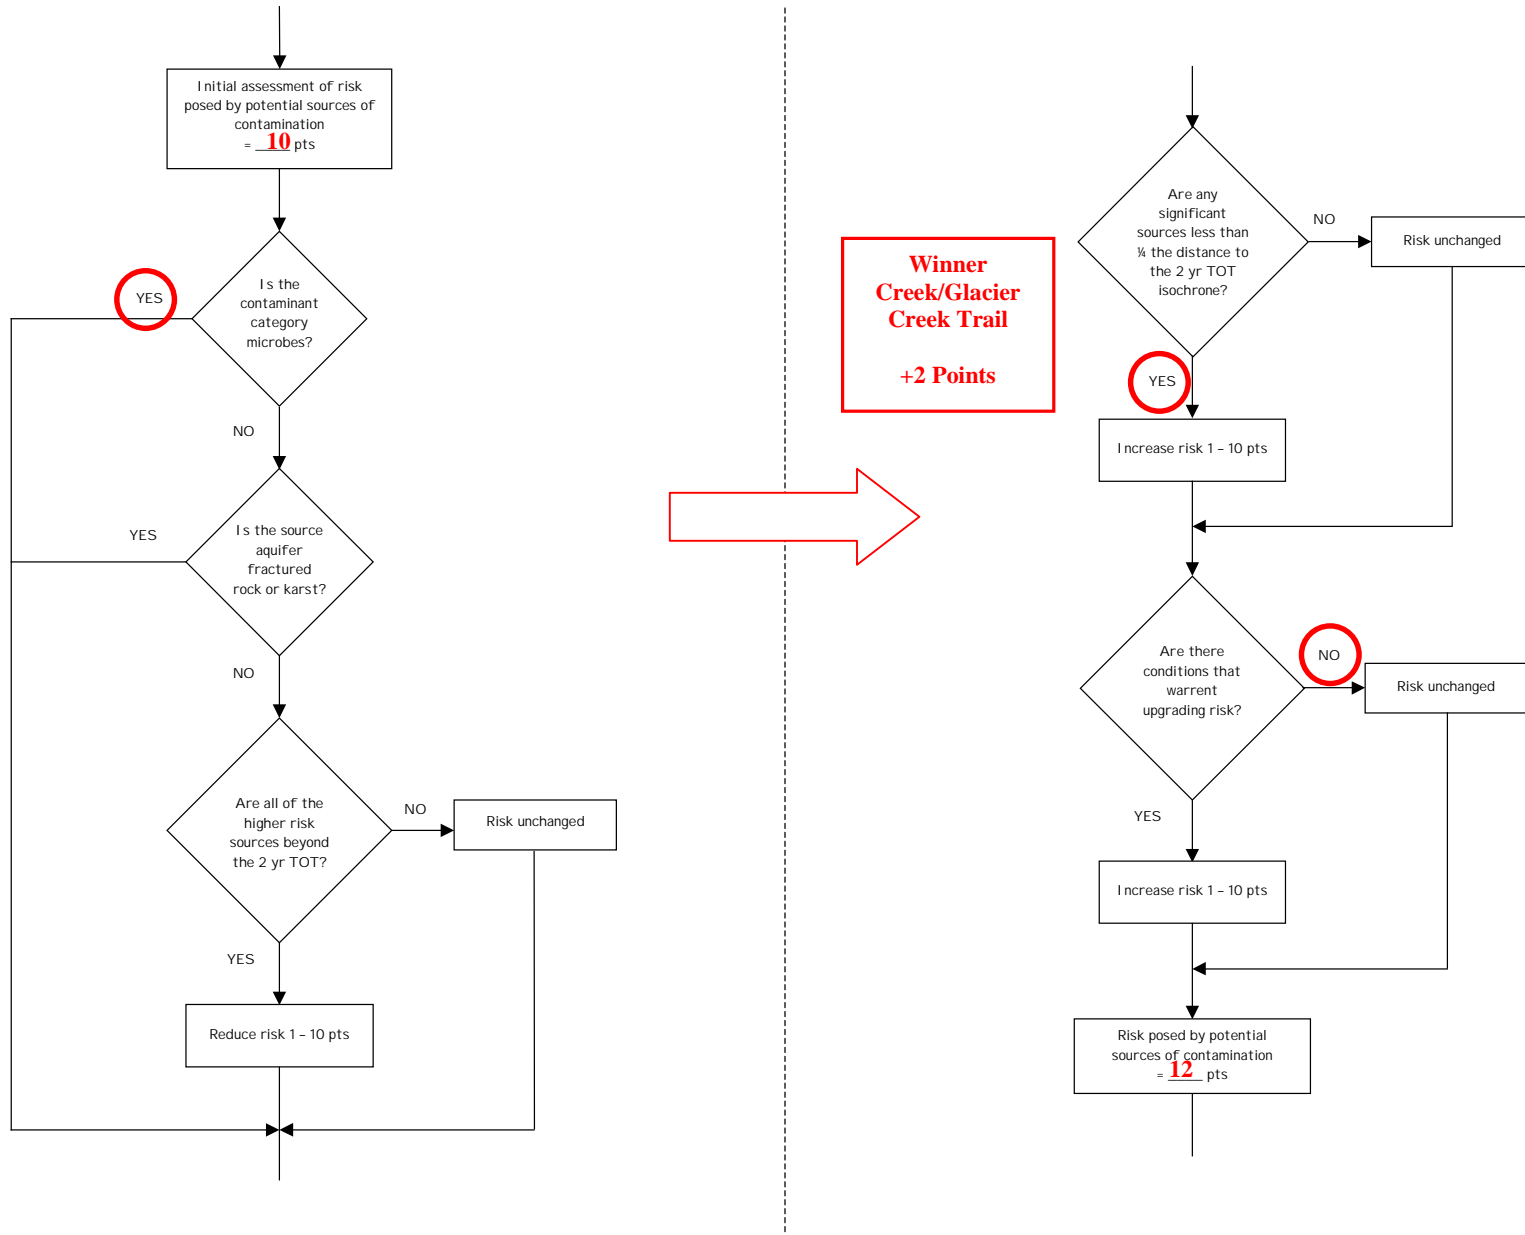 Initial assessment of risk
posed by potential sources of
contamination
= 10 pts
YES
Is the
contaminant
category
microbes?
NO
YES
Is the source
aquifer
fractured
rock or karst?
NO
Are all of the
higher risk
sources beyond
the 2 yr TOT?
NO
Risk unchanged
YES
Reduce risk 1 – 10 pts
Winner
Creek/Glacier
Creek Trail
+2 Points
Are any
significant
sources less than
¼ the distance to
the 2 yr TOT
isochrone?
NO
Risk unchanged
YES
Increase risk 1 – 10 pts
Are there
conditions that
warrent
upgrading risk?
NO
Risk unchanged
YES
Increase risk 1 – 10 pts
Risk posed by potential
sources of contamination
= 12 pts